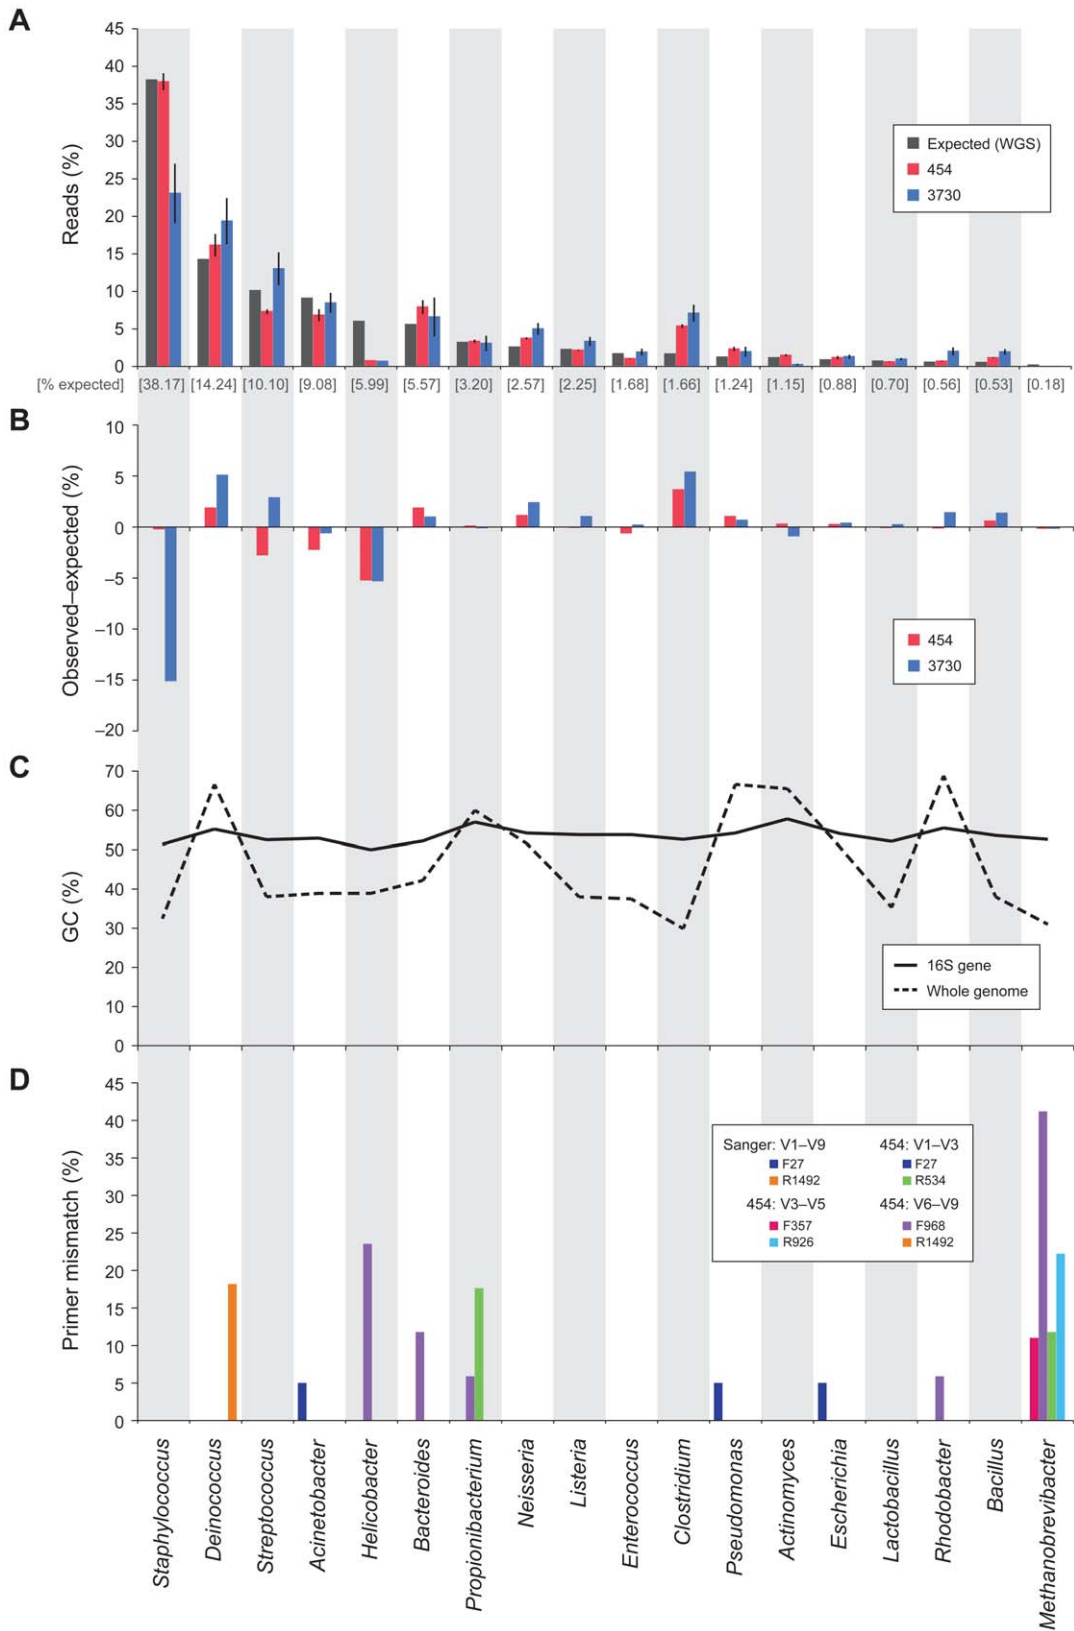 A
45
40
35
30
25
20
15
10
5
0
Reads (%)
Expected (WGS)
454
3730
[% expected] [38.17] [14.24] [10.10] [9.08] [5.99] [5.57] [3.20] [2.57] [2.25] [1.68] [1.66] [1.24] [1.15] [0.88] [0.70] [0.56] [0.53] [0.18]
B
10
5
0
–5
–10
–15
–20
Observed–expected (%)
454
3730
C
70
60
50
40
30
20
10
0
GC (%)
16S gene
Whole genome
D
45
40
35
30
25
20
15
10
5
0
Primer mismatch (%)
Sanger: V1–V9 454: V1–V3
F27 F27
R1492 R534
454: V3–V5 454: V6–V9
F357 F968
R926 R1492
Staphylococcus
Deinococcus
Streptococcus
Acinetobacter
Helicobacter
Bacteroides
Propionibacterium
Neisseria
Listeria
Enterococcus
Clostridium
Pseudomonas
Actinomyces
Escherichia
Lactobacillus
Rhodobacter
Bacillus
Methanobrevibacter